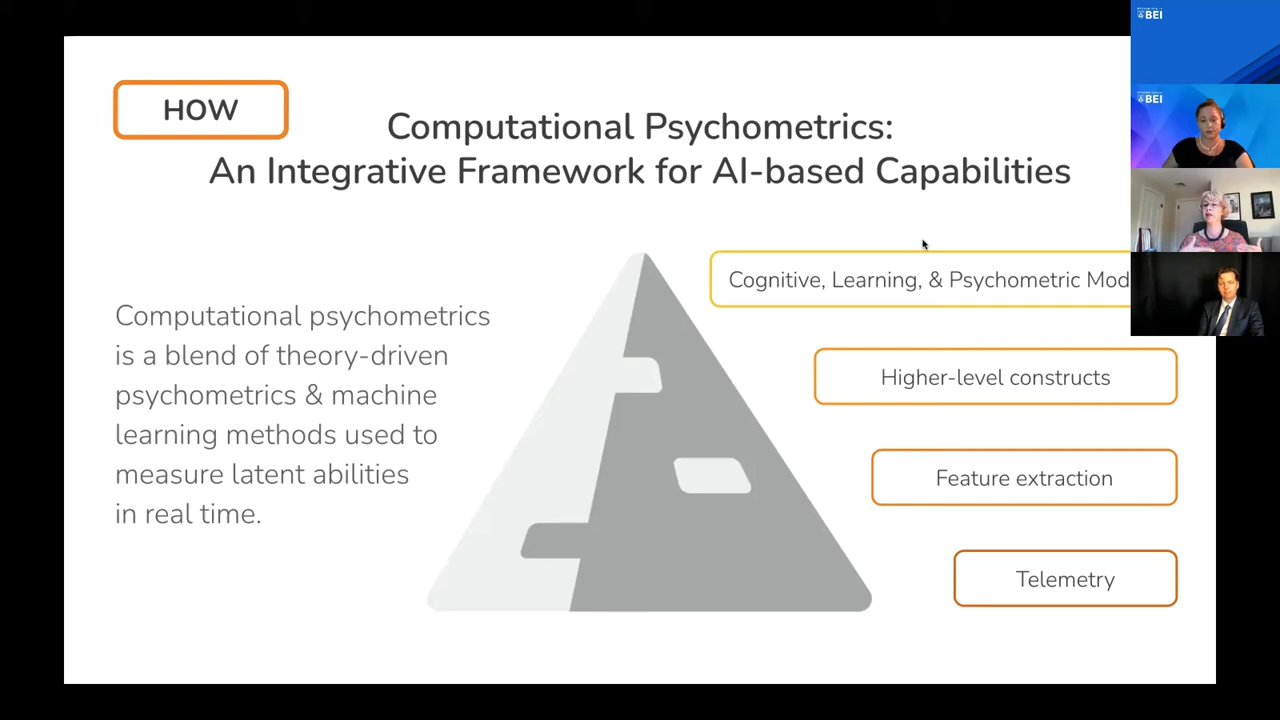 HOW
Computational Psychometrics:
An Integrative Framework for AI-based Capabilities
Computational psychometrics
is a blend of theory-driven
psychometrics & machine
learning methods used to
measure latent abilities
in real time.
Cognitive, Learning, & Psychometric Mod
Higher-level constructs
Feature extraction
Telemetry
BEI
BEI